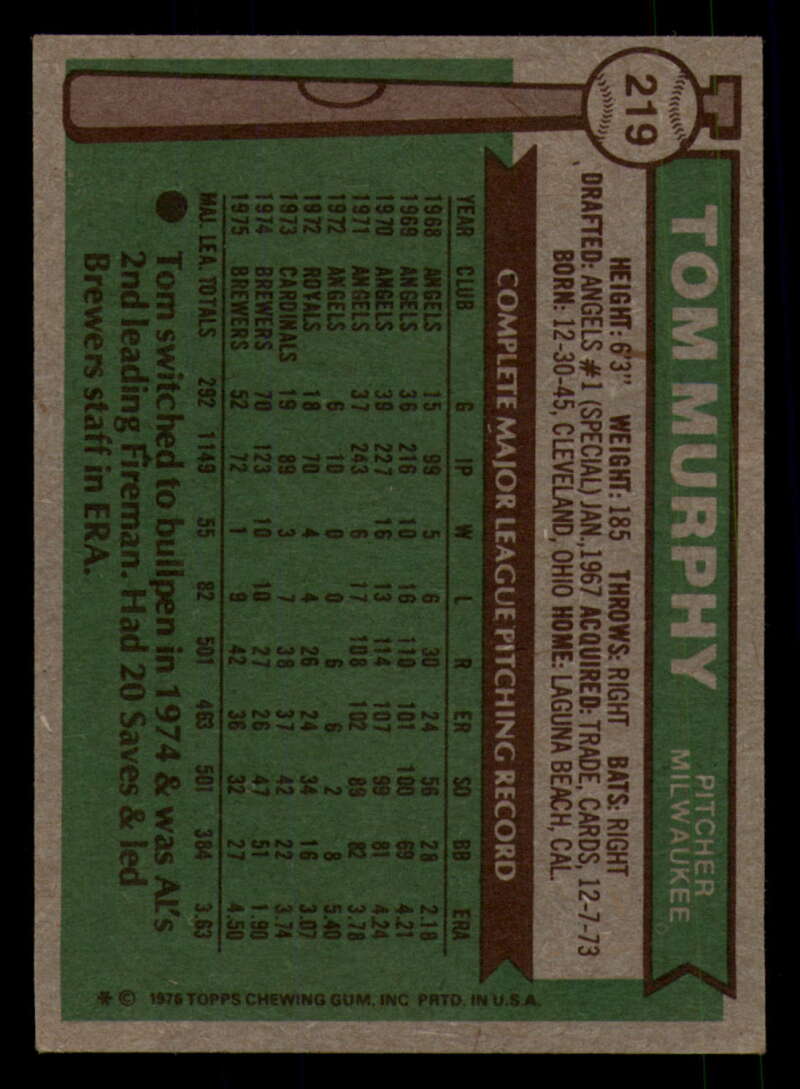 219
TOM MURPHY
PITCHER
MILWAUKEE
HEIGHT: 6'3" WEIGHT: 185 THROWS: RIGHT BATS: RIGHT
DRAFTED: ANGELS #1 (SPECIAL) JAN., 1967 ACQUIRED: TRADE, CARDS, 12-7-73
BORN: 12-30-45, CLEVELAND, OHIO HOME: LAGUNA BEACH, CAL.
COMPLETE MAJOR LEAGUE PITCHING RECORD
YEAR CLUB G IP W L R ER SO BB ERA
1968 ANGELS 15 99 5 6 30 24 56 28 2.18
1969 ANGELS 36 216 10 16 110 101 100 69 4.21
1970 ANGELS 39 227 16 13 114 107 99 81 4.24
1971 ANGELS 37 243 6 17 108 102 89 82 3.78
1972 ANGELS 6 10 0 0 6 6 2 8 5.40
1972 ROYALS 18 70 4 4 26 24 34 16 3.07
1973 CARDINALS 19 89 3 7 38 37 42 22 3.74
1974 BREWERS 70 123 10 10 27 26 47 51 1.90
1975 BREWERS 52 72 1 9 42 36 32 27 4.50
MAJ. LEA. TOTALS 292 1149 55 82 501 463 501 384 3.63
Tom switched to bullpen in 1974 & was AL's
2nd leading Fireman. Had 20 Saves & led
Brewers staff in ERA.
* © 1976 TOPPS CHEWING GUM, INC PRTD. IN U.S.A.